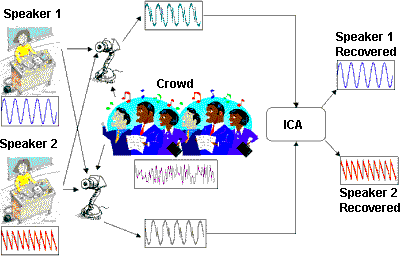 Speaker 1
Speaker 2
Crowd
ICA
Speaker 1
Recovered
Speaker 2
Recovered